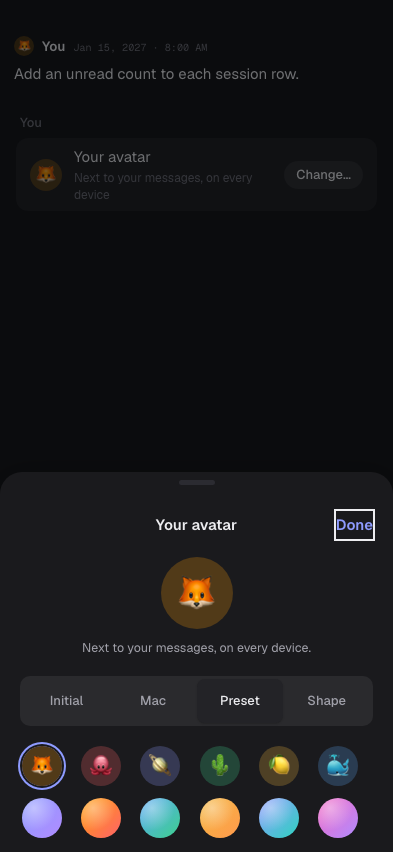 You Jan 15, 2027 · 8:00 AM
Add an unread count to each session row.
You
Your avatar
Next to your messages, on every
device
Change…
Your avatar
Done
Next to your messages, on every device.
Initial Mac Preset Shape